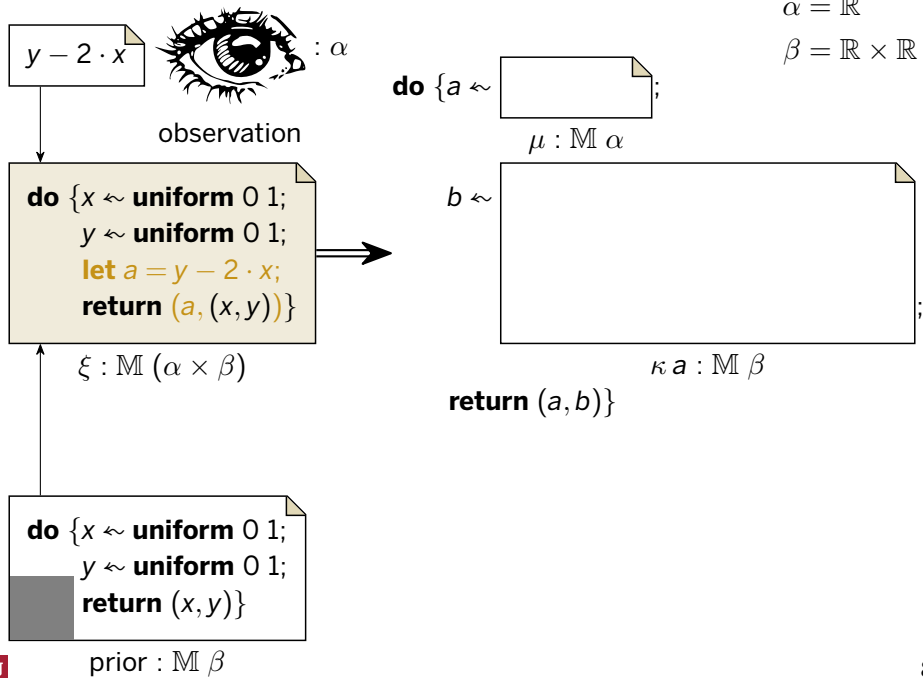 α = ℝ
β = ℝ × ℝ
y − 2 · x
: α
observation
do {a ⇜ ;
μ : 𝕄 α
do {x ⇜ uniform 0 1;
y ⇜ uniform 0 1;
let a = y − 2 · x;
return (a, (x, y))}
ξ : 𝕄 (α × β)
b ⇜ ;
κ a : 𝕄 β
return (a, b)}
do {x ⇜ uniform 0 1;
y ⇜ uniform 0 1;
return (x, y)}
prior : 𝕄 β